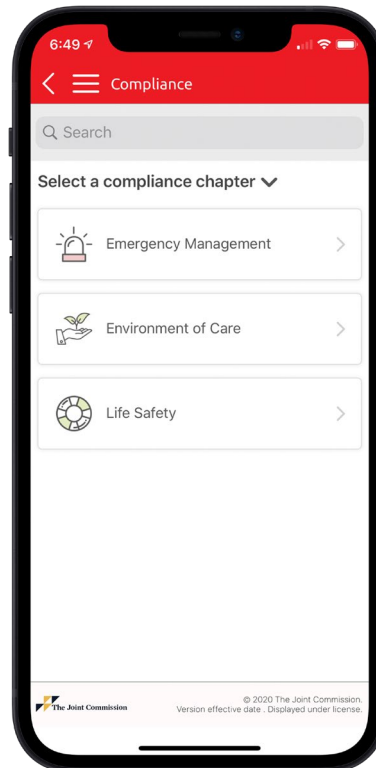 6:49
Compliance
Search
Select a compliance chapter
Emergency Management
Environment of Care
Life Safety
The Joint Commission
© 2020 The Joint Commission.
Version effective date . Displayed under license.